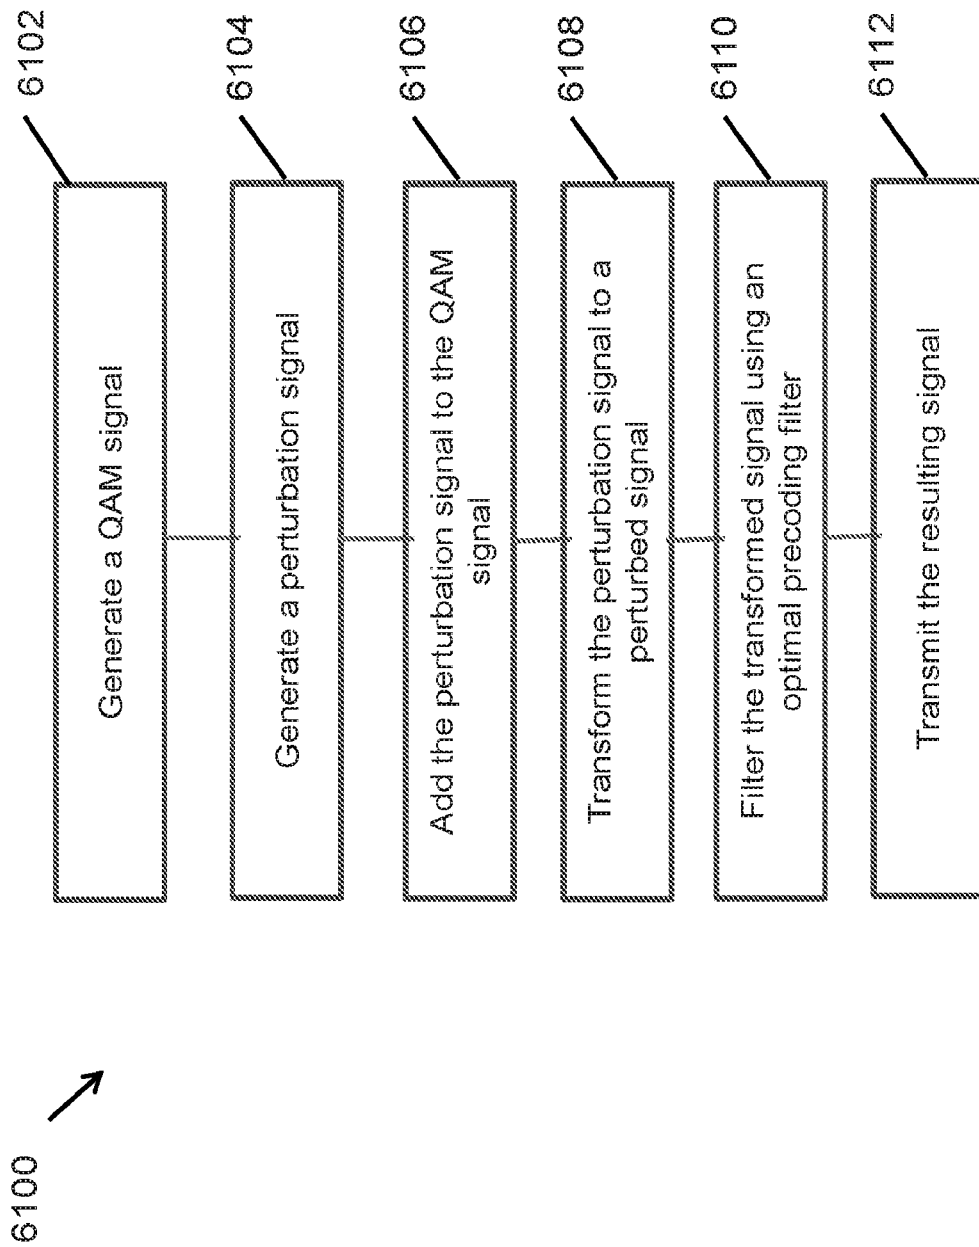 6100
Generate a QAM signal
6102
Generate a perturbation signal
6104
Add the perturbation signal to the QAM
signal
6106
Transform the perturbation signal to a
perturbed signal
6108
Filter the transformed signal using an
optimal precoding filter
6110
Transmit the resulting signal
6112